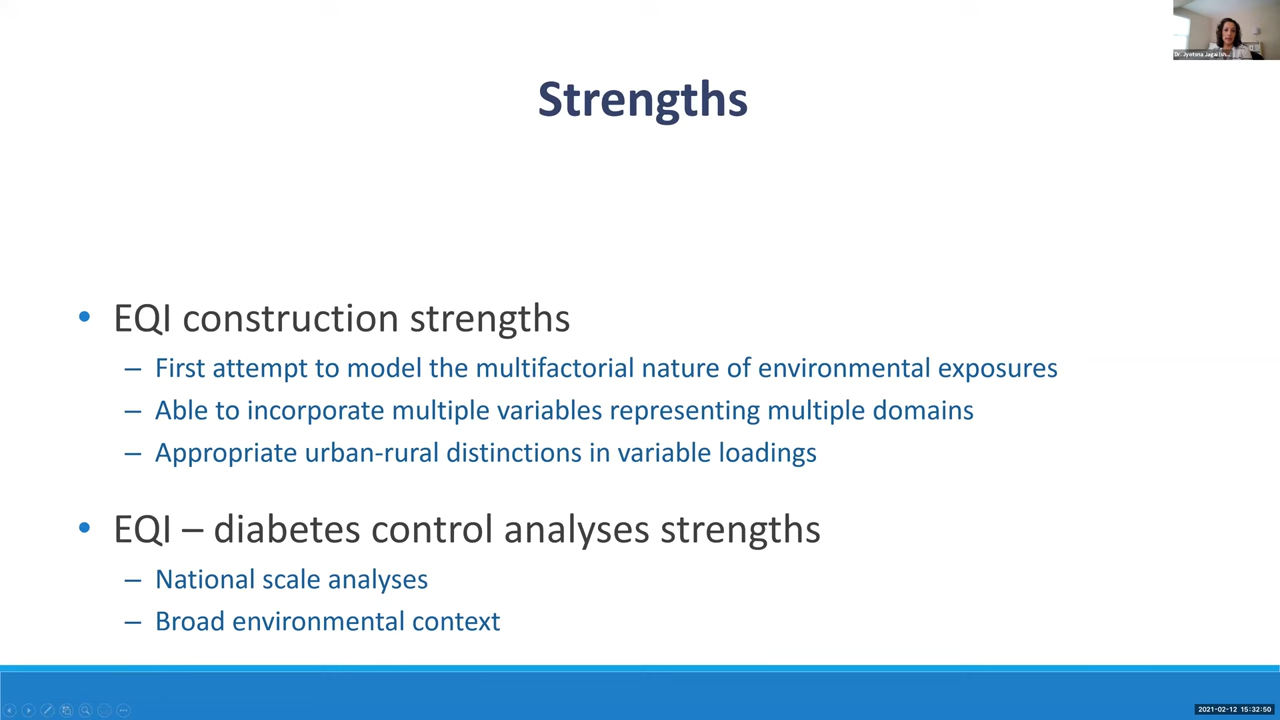 Strengths
• EQI construction strengths
– First attempt to model the multifactorial nature of environmental exposures
– Able to incorporate multiple variables representing multiple domains
– Appropriate urban-rural distinctions in variable loadings
• EQI – diabetes control analyses strengths
– National scale analyses
– Broad environmental context
2021-02-12 15:32:50